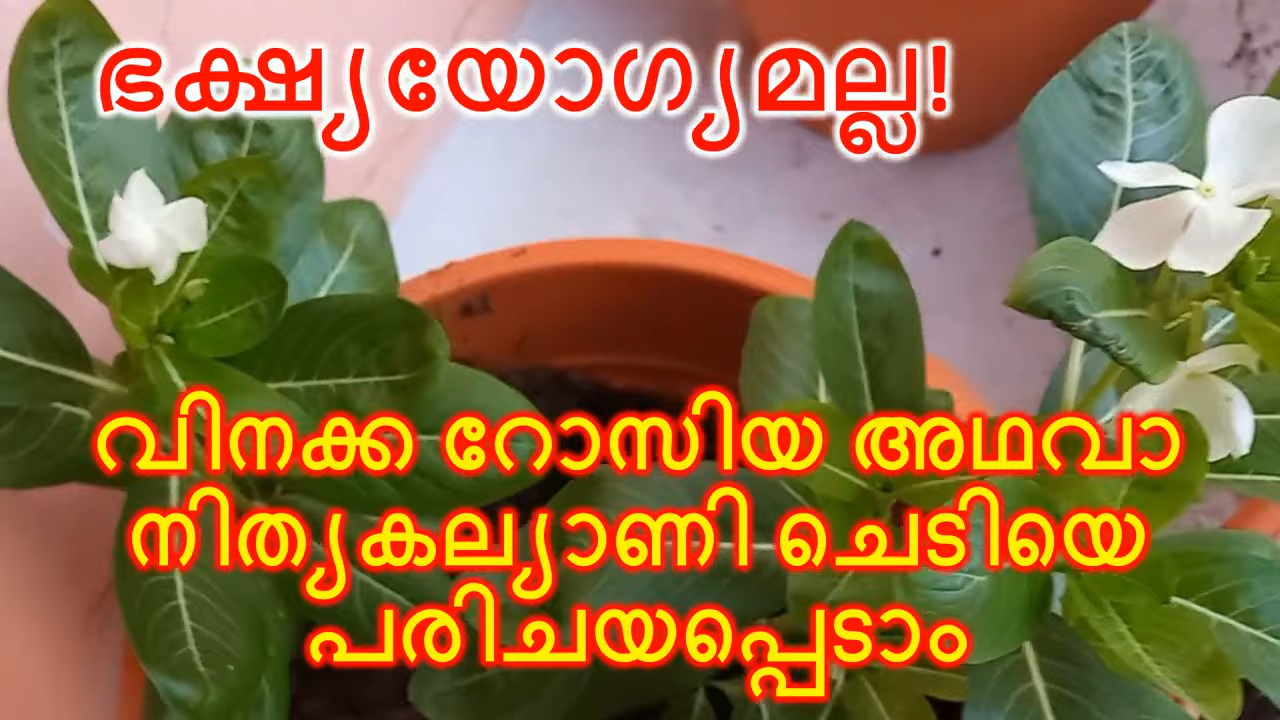 ഭക്ഷ്യയോഗ്യമല്ല!
വിനക്ക റോസിയ അഥവാ
നിത്യകല്യാണി ചെടിയെ
പരിചയപ്പെടാം